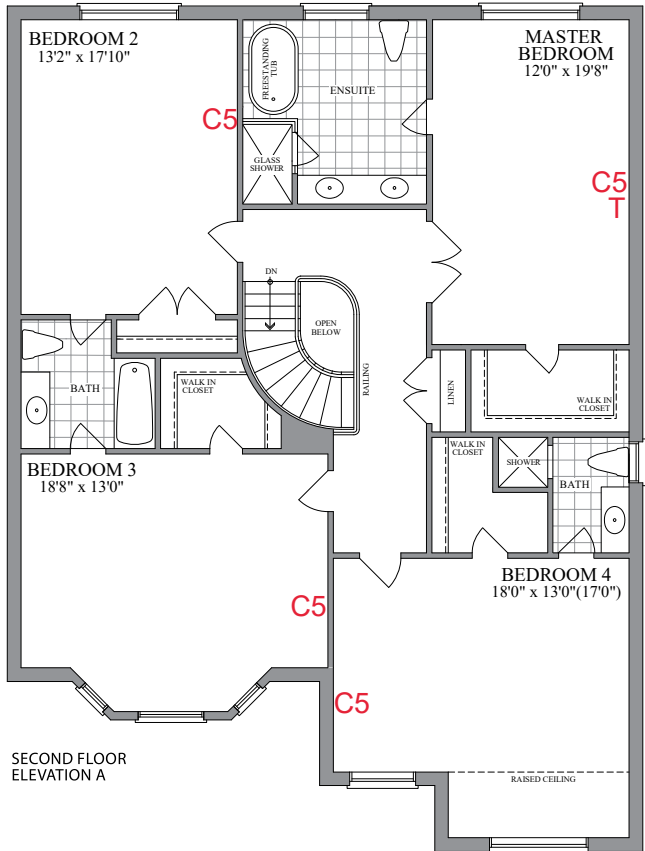 BEDROOM 2
13'2" x 17'10"
C5
FREESTANDING
TUB
ENSUITE
GLASS
SHOWER
MASTER
BEDROOM
12'0" x 19'8"
C5
T
DN
OPEN
BELOW
RAILING
BATH
WALK IN
CLOSET
LINEN
WALK IN
CLOSET
BEDROOM 3
18'8" x 13'0"
C5
WALK IN
CLOSET
SHOWER
BATH
BEDROOM 4
18'0" x 13'0"(17'0")
C5
RAISED CEILING
SECOND FLOOR
ELEVATION A